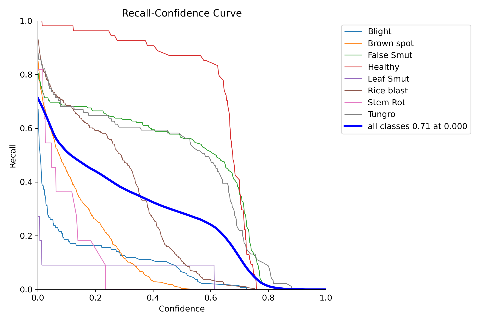 Recall-Confidence Curve
1.0
0.8
0.6
0.4
0.2
0.0
Recall
0.0 0.2 0.4 0.6 0.8 1.0
Confidence
Blight
Brown spot
False Smut
Healthy
Leaf Smut
Rice blast
Stem Rot
Tungro
all classes 0.71 at 0.000